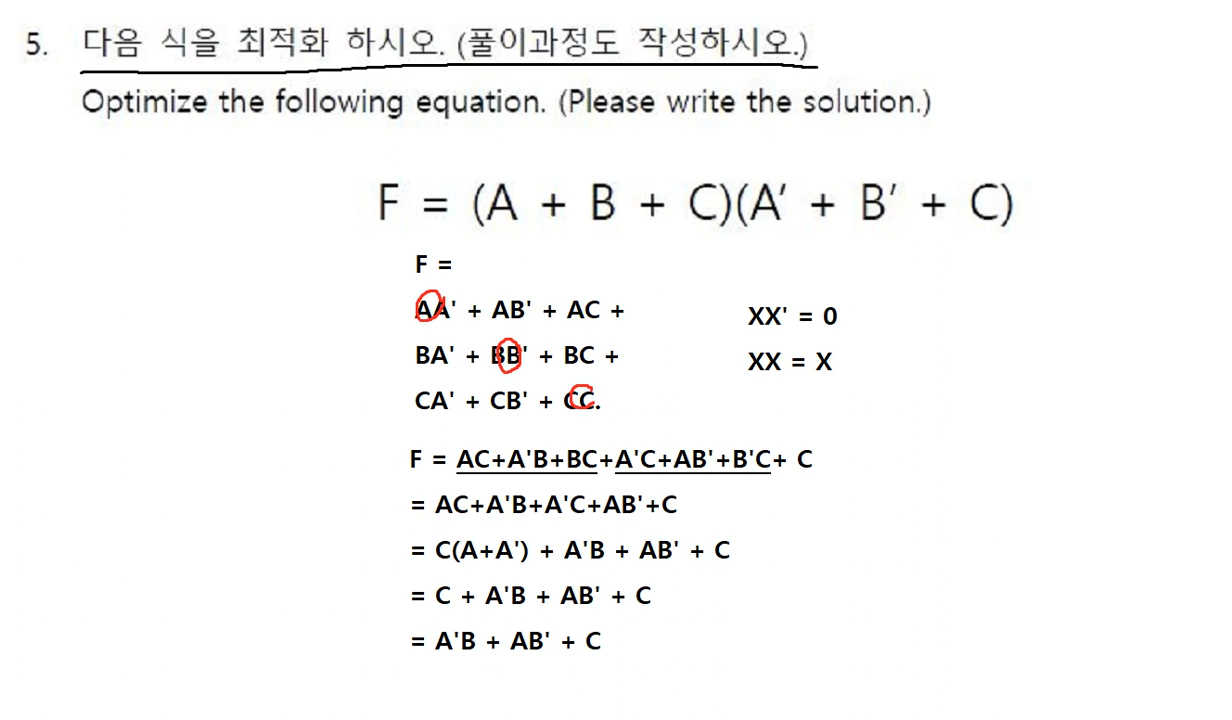 5. 다음 식을 최적화 하시오. (풀이과정도 작성하시오.)
Optimize the following equation. (Please write the solution.)
F = (A + B + C)(A′ + B′ + C)
F =
AA' + AB' + AC +
XX' = 0
BA' + BB' + BC +
XX = X
CA' + CB' + CC.
F = AC+A'B+BC+A'C+AB'+B'C+ C
= AC+A'B+A'C+AB'+C
= C(A+A') + A'B + AB' + C
= C + A'B + AB' + C
= A'B + AB' + C